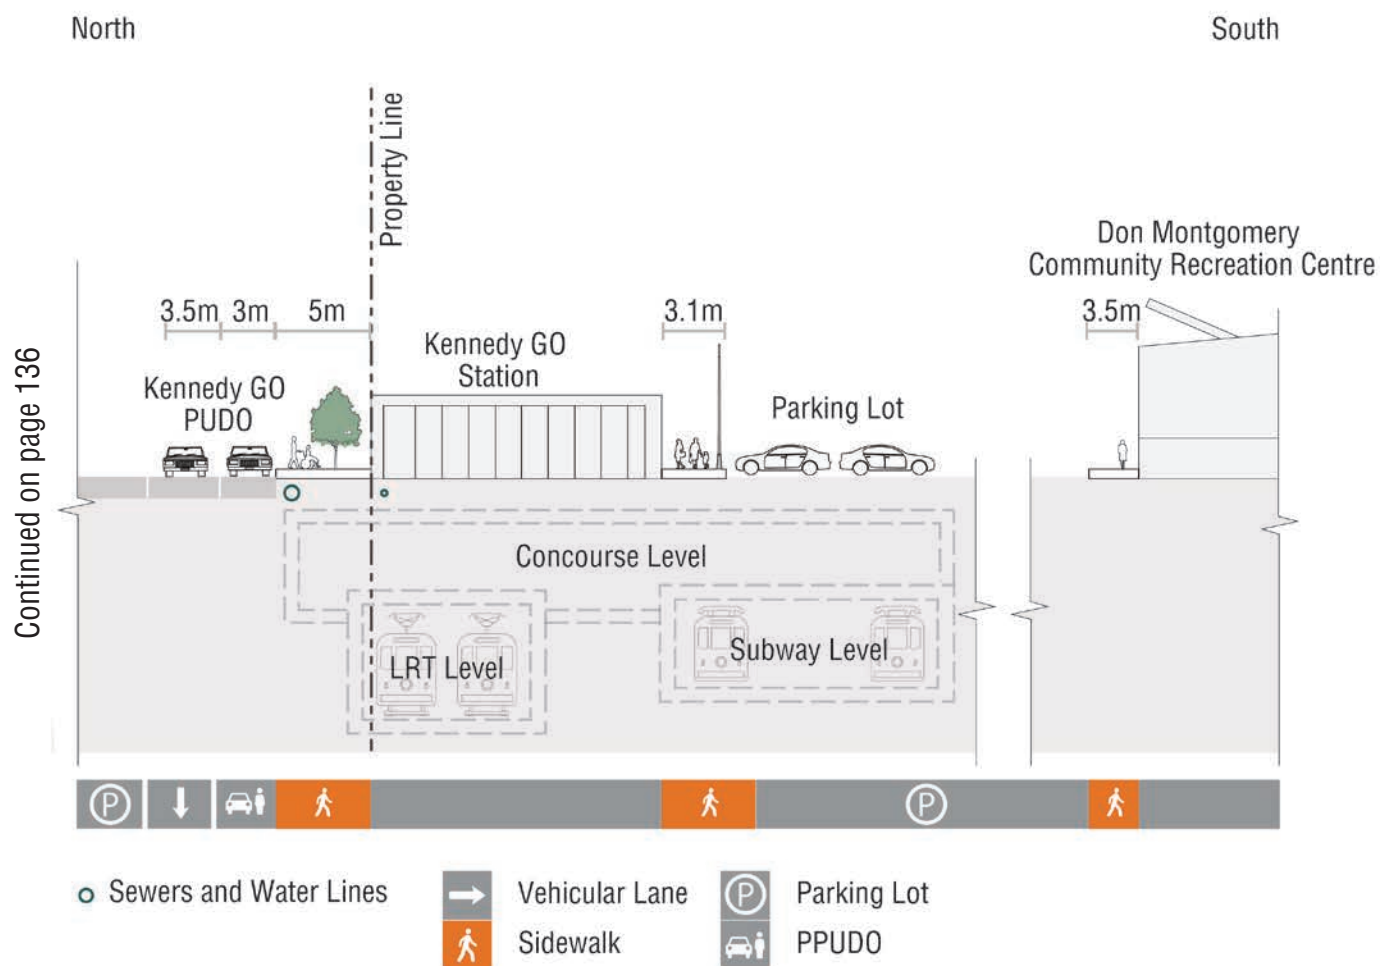 North
South
Property Line
Don Montgomery
Community Recreation Centre
3.5m
3m
5m
3.1m
3.5m
Kennedy GO
Station
Kennedy GO
PUDO
Parking Lot
Continued on page 136
Concourse Level
LRT Level
Subway Level
P
P
Sewers and Water Lines
Vehicular Lane
P
Parking Lot
Sidewalk
PPUDO